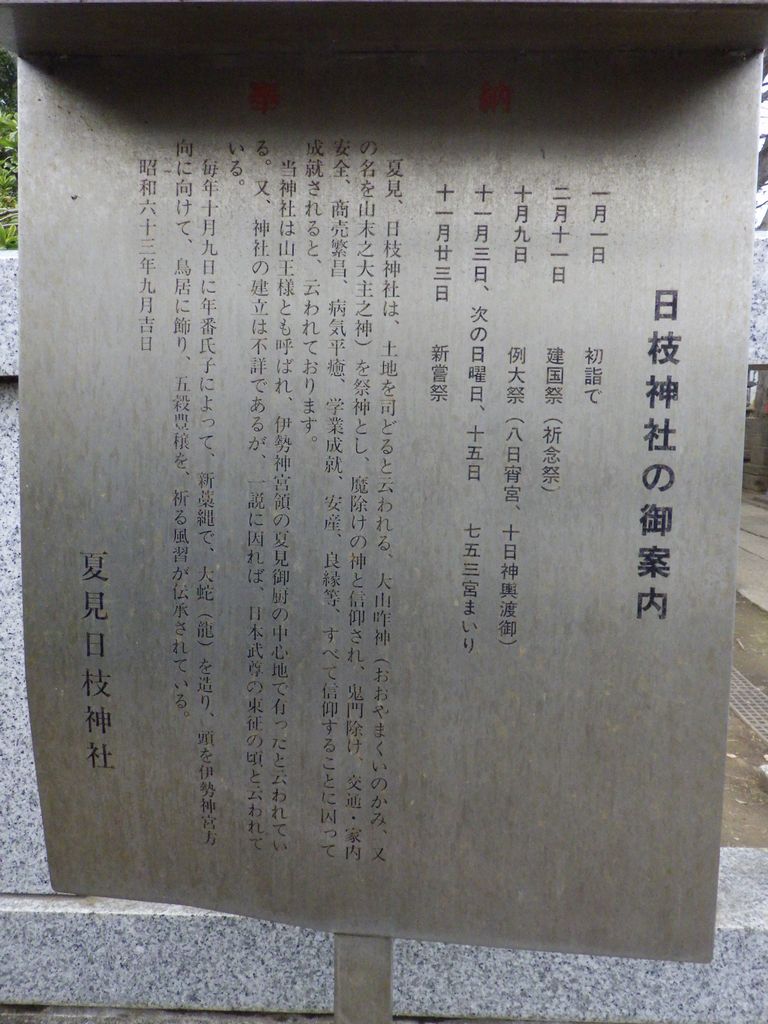 奉納
日枝神社の御案内
一月一日 初詣で
二月十一日 建国祭（祈念祭）
十月九日 例大祭（八日宵宮、十日神輿渡御）
十一月三日、次の日曜日、十五日 七五三宮まいり
十一月廿三日 新嘗祭
夏見、日枝神社は、土地を司どると云われる、大山咋神（おおやまくいのかみ、又
の名を山末之大主之神）を祭神とし、魔除けの神と信仰され、鬼門除け、交通・家内
安全、商売繁昌、病気平癒、学業成就、安産、良縁等、すべて信仰することに因って
成就されると、云われております。
当神社は山王様とも呼ばれ、伊勢神宮領の夏見御厨の中心地で有ったと云われてい
る。又、神社の建立は不詳であるが、一説に因れば、日本武尊の東征の頃と云われて
いる。
毎年十月九日に年番氏子によって、新藁縄で、大蛇（龍）を造り、頭を伊勢神宮方
向に向けて、鳥居に飾り、五穀豊穣を、祈る風習が伝承されている。
昭和六十三年九月吉日
夏見日枝神社